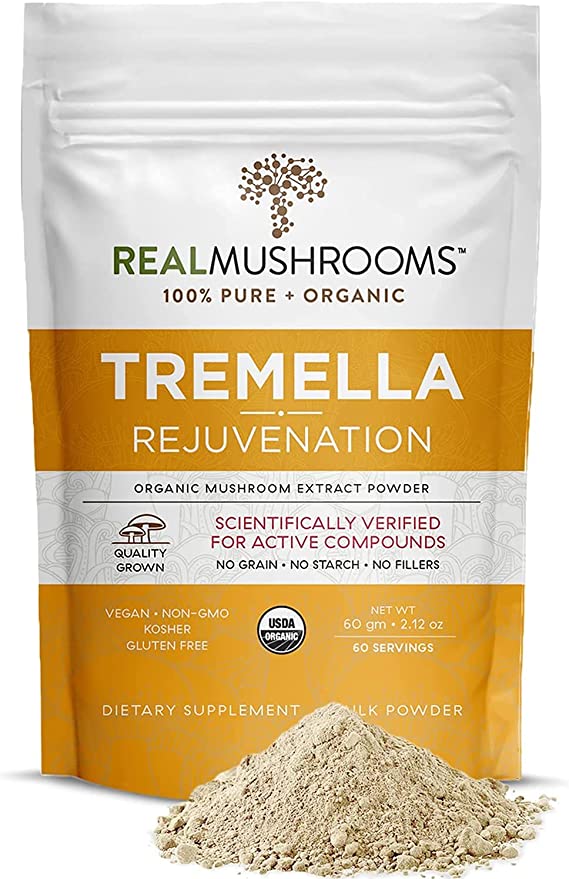 REALMUSHROOMS™
100% PURE + ORGANIC
TREMELLA
REJUVENATION
ORGANIC MUSHROOM EXTRACT POWDER
QUALITY
GROWN
SCIENTIFICALLY VERIFIED
FOR ACTIVE COMPOUNDS
NO GRAIN • NO STARCH • NO FILLERS
VEGAN • NON-GMO
KOSHER
GLUTEN FREE
USDA
ORGANIC
NET WT
60 gm • 2.12 oz
60 SERVINGS
DIETARY SUPPLEMENT POWDER